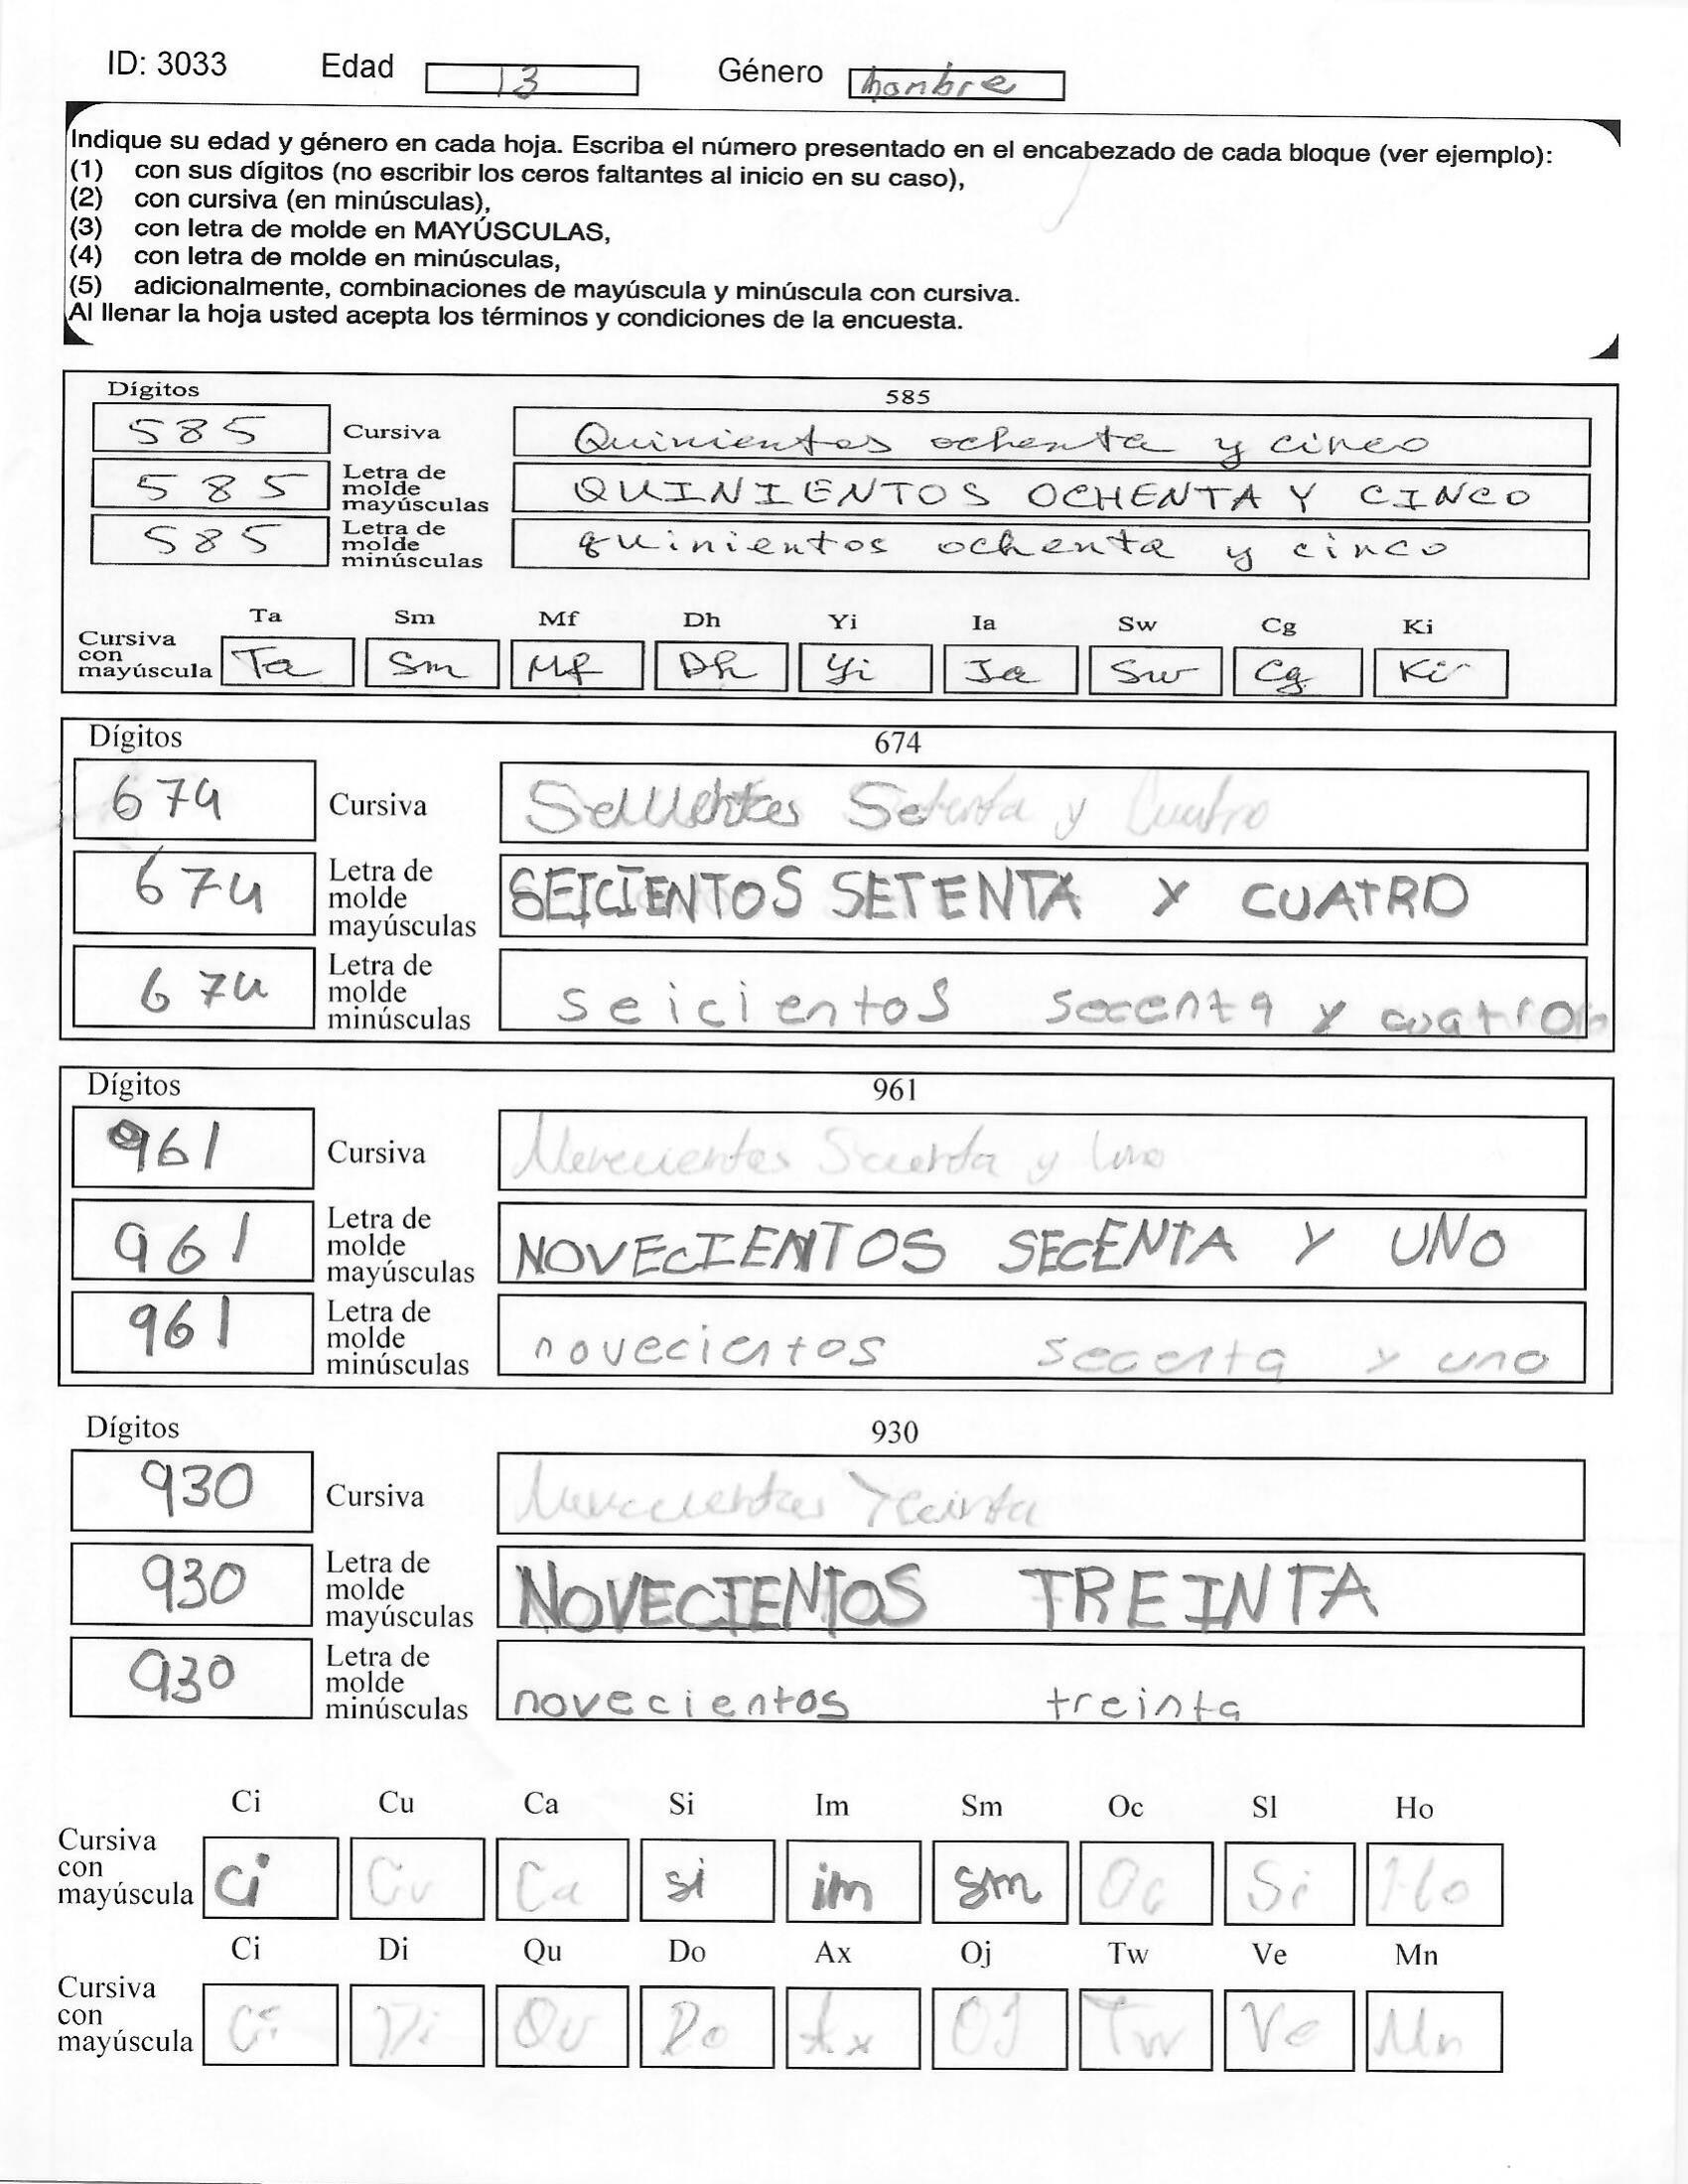 ID: 3033 Edad 13 Género hombre
Indique su edad y género en cada hoja. Escriba el número presentado en el encabezado de cada bloque (ver ejemplo):
(1) con sus dígitos (no escribir los ceros faltantes al inicio en su caso),
(2) con cursiva (en minúsculas),
(3) con letra de molde en MAYÚSCULAS,
(4) con letra de molde en minúsculas,
(5) adicionalmente, combinaciones de mayúscula y minúscula con cursiva.
Al llenar la hoja usted acepta los términos y condiciones de la encuesta.
Dígitos 585
585 Cursiva Quinientos ochenta y cinco
585 Letra de molde mayúsculas QUINIENTOS OCHENTA Y CINCO
585 Letra de molde minúsculas quinientos ochenta y cinco
Ta Sm Mf Dh Yi Ia Sw Cg Ki
Cursiva con mayúscula Ta Sm Mf Dh Yi Ia Sw Cg Ki
Dígitos 674
674 Cursiva Setenta y Cuatro
674 Letra de molde mayúsculas SEICIENTOS SETENTA Y CUATRO
674 Letra de molde minúsculas seicientos secenta y cuatro
Dígitos 961
961 Cursiva y Uno
961 Letra de molde mayúsculas NOVECIENTOS SECENTA Y UNO
961 Letra de molde minúsculas novecientos secenta y uno
Dígitos 930
930 Cursiva Treinta
930 Letra de molde mayúsculas NOVECIENTOS TREINTA
930 Letra de molde minúsculas novecientos treinta
Ci Cu Ca Si Im Sm Oc Sl Ho
Cursiva con mayúscula Ci Cu Ca si im sm Oc Si Ho
Ci Di Qu Do Ax Oj Tw Ve Mn
Cursiva con mayúscula Ci Di Qu Do Ax OJ Tw Ve Mn